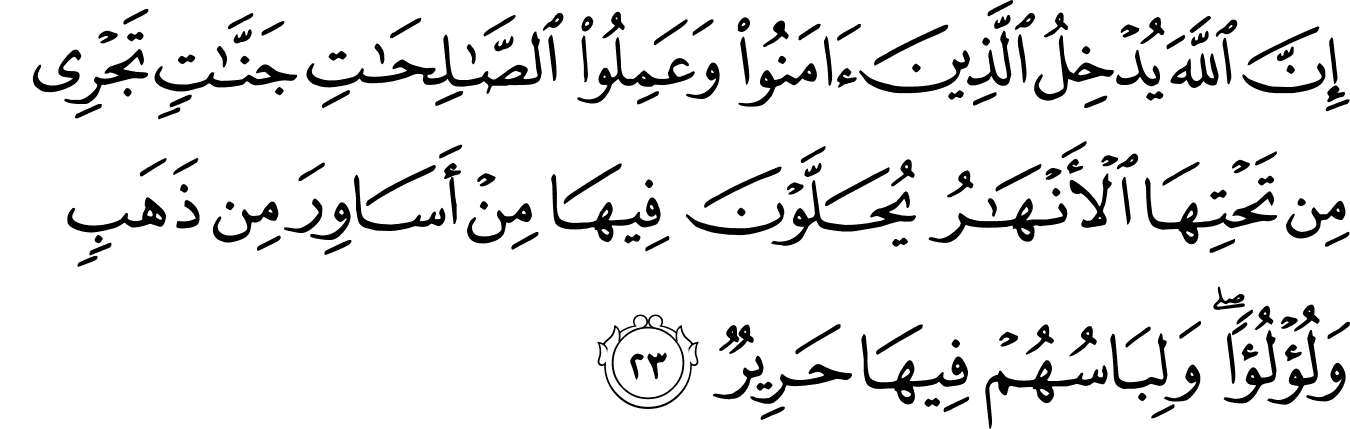 إِنَّ ٱللَّهَ يُدۡخِلُ ٱلَّذِينَ ءَامَنُواْ وَعَمِلُواْ ٱلصَّٰلِحَٰتِ جَنَّٰتٖ تَجۡرِي
مِن تَحۡتِهَا ٱلۡأَنۡهَٰرُ يُحَلَّوۡنَ فِيهَا مِنۡ أَسَاوِرَ مِن ذَهَبٖ
وَلُؤۡلُؤٗاۖ وَلِبَاسُهُمۡ فِيهَا حَرِيرٞ ٢٣